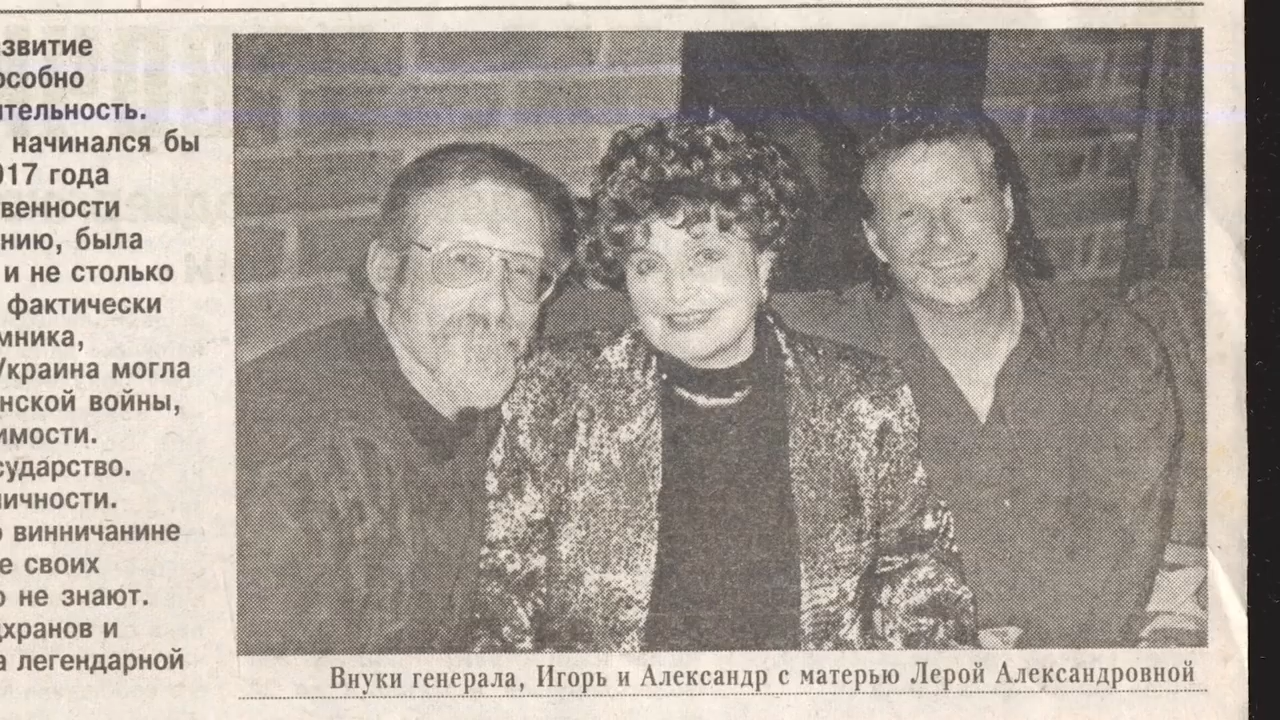 звитие
особно
ительность.
начинался бы
017 года
венности
нию, была
и не столько
фактически
мника,
Украина могла
нской войны,
имости.
сударство.
личности.
о винничанине
е своих
о не знают.
дхранов и
а легендарной
Внуки генерала, Игорь и Александр с матерью Лерой Александровной